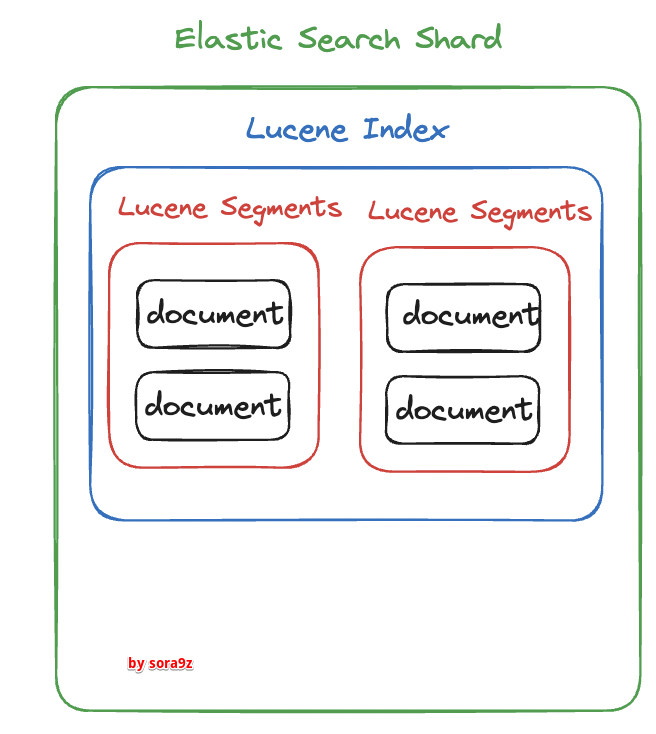 Elastic Search Shard
Lucene Index
Lucene Segments
Lucene Segments
document
document
document
document
by sora9z